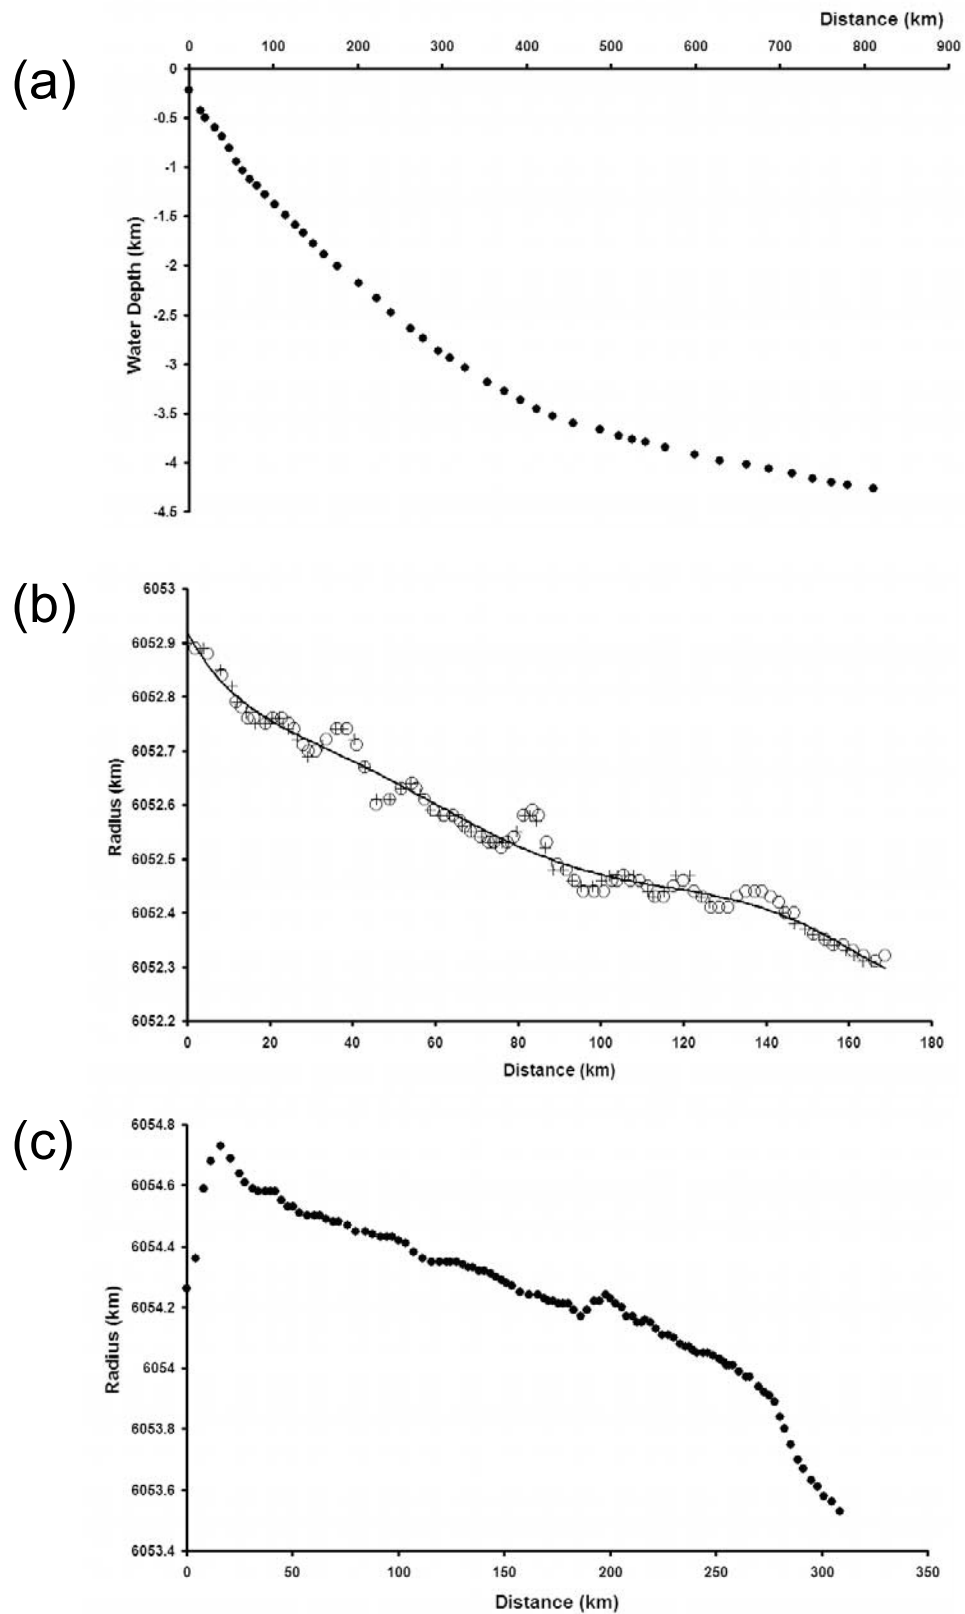 Distance (km)
0 100 200 300 400 500 600 700 800 900
(a)
0
-0.5
-1
-1.5
-2
-2.5
-3
-3.5
-4
-4.5
Water Depth (km)
(b)
6053
6052.9
6052.8
6052.7
6052.6
6052.5
6052.4
6052.3
6052.2
Radius (km)
0 20 40 60 80 100 120 140 160 180
Distance (km)
(c)
6054.8
6054.6
6054.4
6054.2
6054
6053.8
6053.6
6053.4
Radius (km)
0 50 100 150 200 250 300 350
Distance (km)